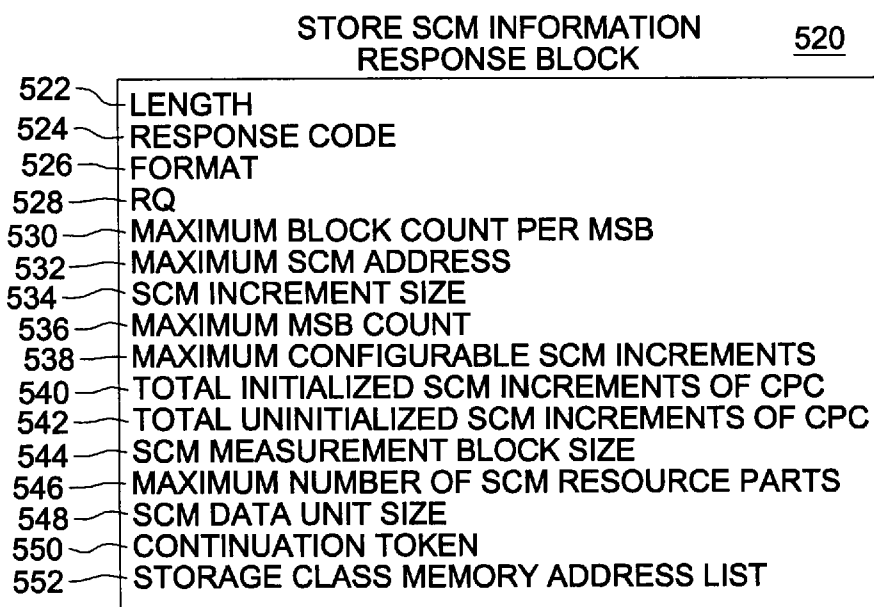 STORE SCM INFORMATION
RESPONSE BLOCK
520
522 LENGTH
524 RESPONSE CODE
526 FORMAT
528 RQ
530 MAXIMUM BLOCK COUNT PER MSB
532 MAXIMUM SCM ADDRESS
534 SCM INCREMENT SIZE
536 MAXIMUM MSB COUNT
538 MAXIMUM CONFIGURABLE SCM INCREMENTS
540 TOTAL INITIALIZED SCM INCREMENTS OF CPC
542 TOTAL UNINITIALIZED SCM INCREMENTS OF CPC
544 SCM MEASUREMENT BLOCK SIZE
546 MAXIMUM NUMBER OF SCM RESOURCE PARTS
548 SCM DATA UNIT SIZE
550 CONTINUATION TOKEN
552 STORAGE CLASS MEMORY ADDRESS LIST